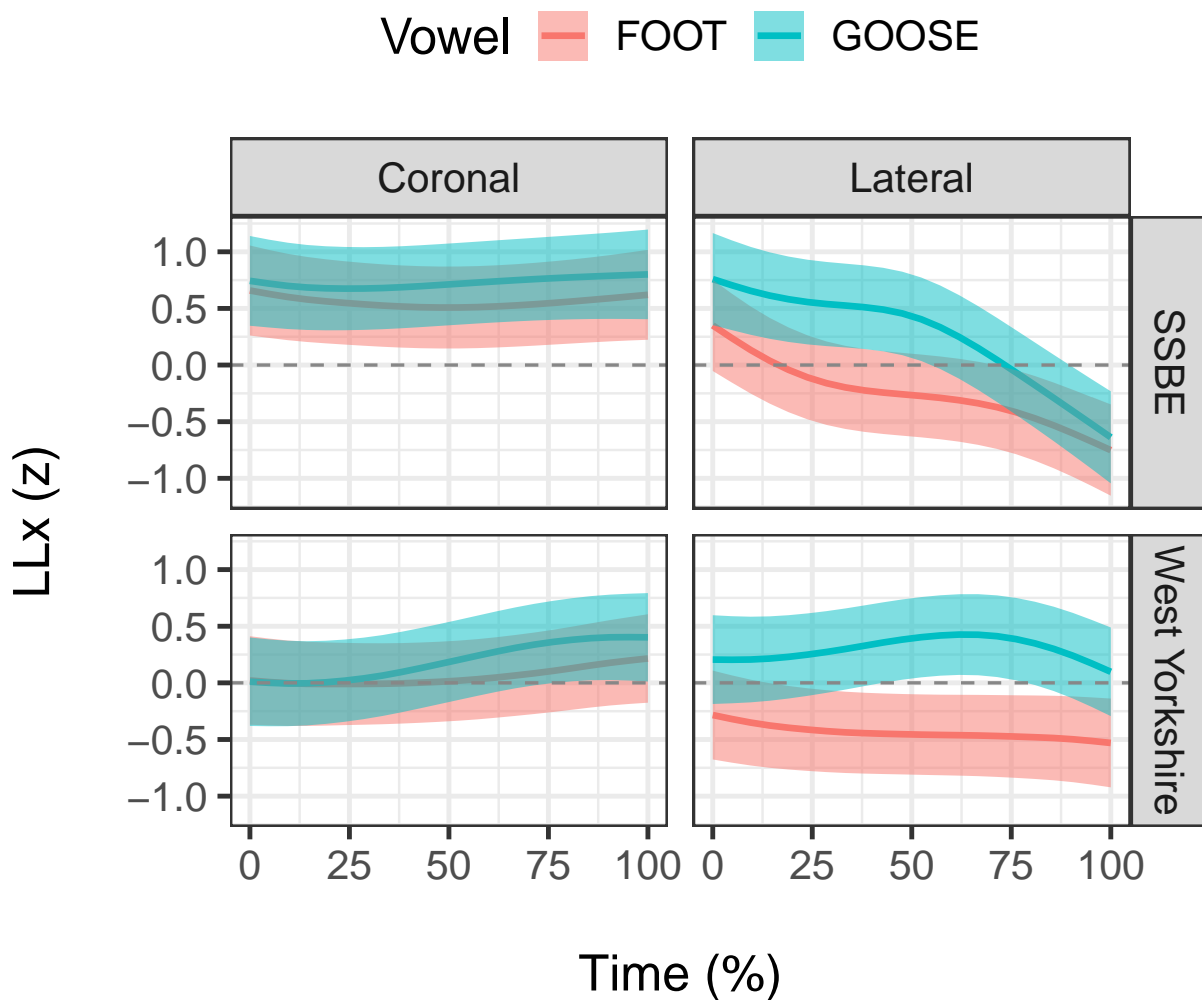 Vowel FOOT GOOSE
Coronal Lateral
1.0
0.5
0.0
−0.5
−1.0
SSBE
LLx (z)
1.0
0.5
0.0
−0.5
−1.0
West Yorkshire
0 25 50 75 100 0 25 50 75 100
Time (%)